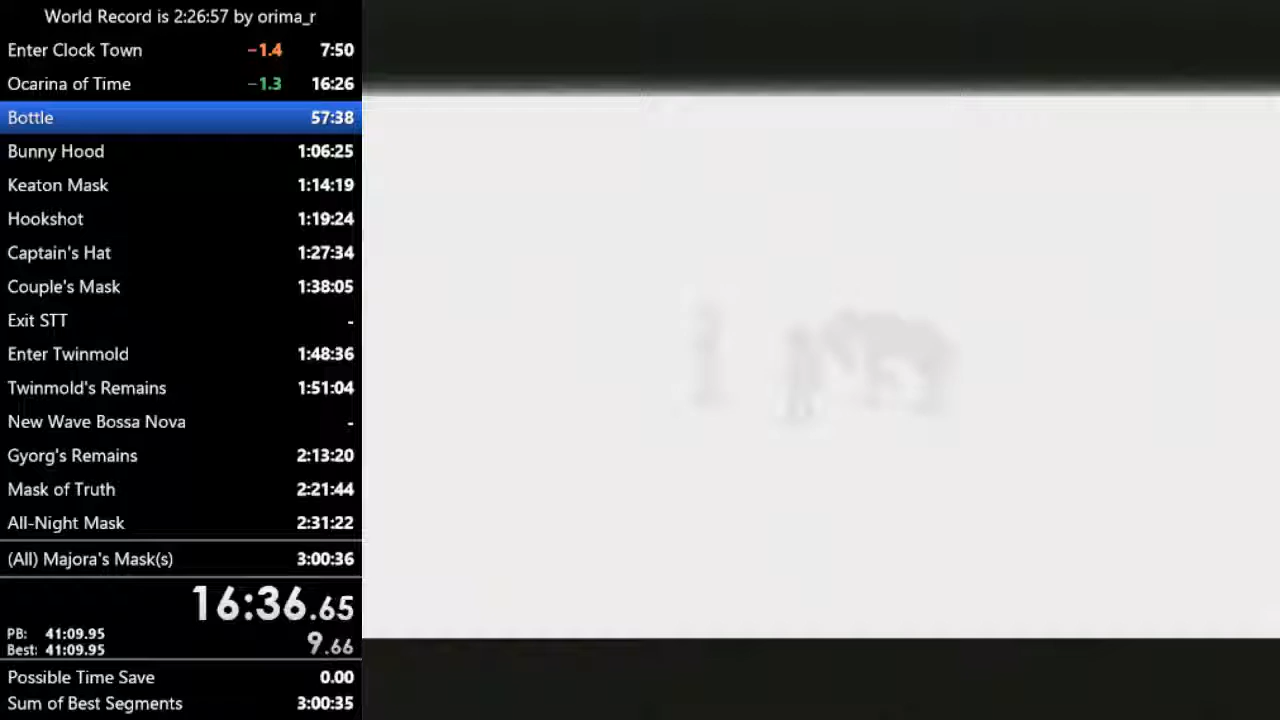 World Record is 2:26:57 by orima_r
Enter Clock Town −1.4 7:50
Ocarina of Time −1.3 16:26
Bottle 57:38
Bunny Hood 1:06:25
Keaton Mask 1:14:19
Hookshot 1:19:24
Captain's Hat 1:27:34
Couple's Mask 1:38:05
Exit STT -
Enter Twinmold 1:48:36
Twinmold's Remains 1:51:04
New Wave Bossa Nova -
Gyorg's Remains 2:13:20
Mask of Truth 2:21:44
All-Night Mask 2:31:22
(All) Majora's Mask(s) 3:00:36
16:36.65
PB: 41:09.95
Best: 41:09.95 9.66
Possible Time Save 0.00
Sum of Best Segments 3:00:35